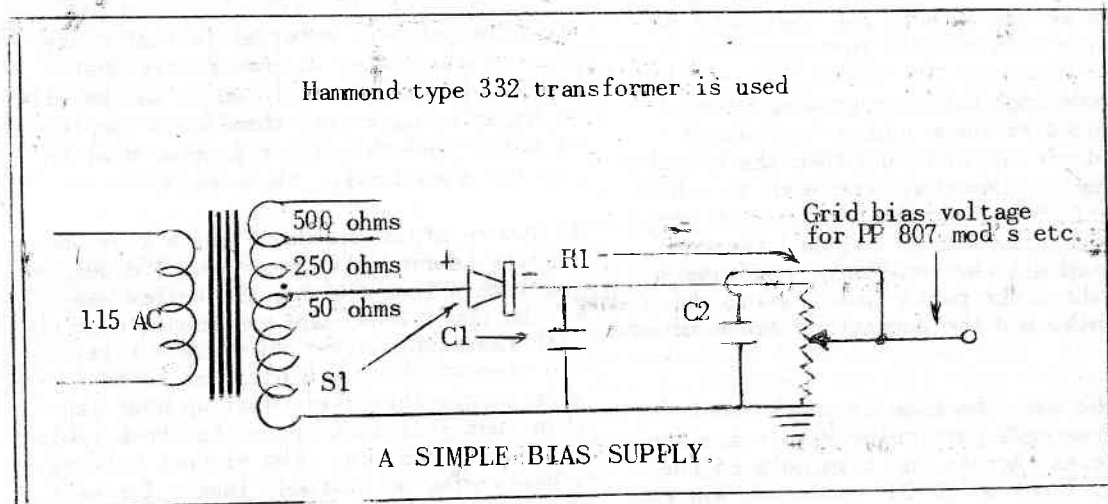 Hammond type 332 transformer is used
500 ohms
250 ohms
50 ohms
115 AC
S1
+
-
C1
R1
C2
Grid bias voltage
for PP 807 mod's etc.
A SIMPLE BIAS SUPPLY.